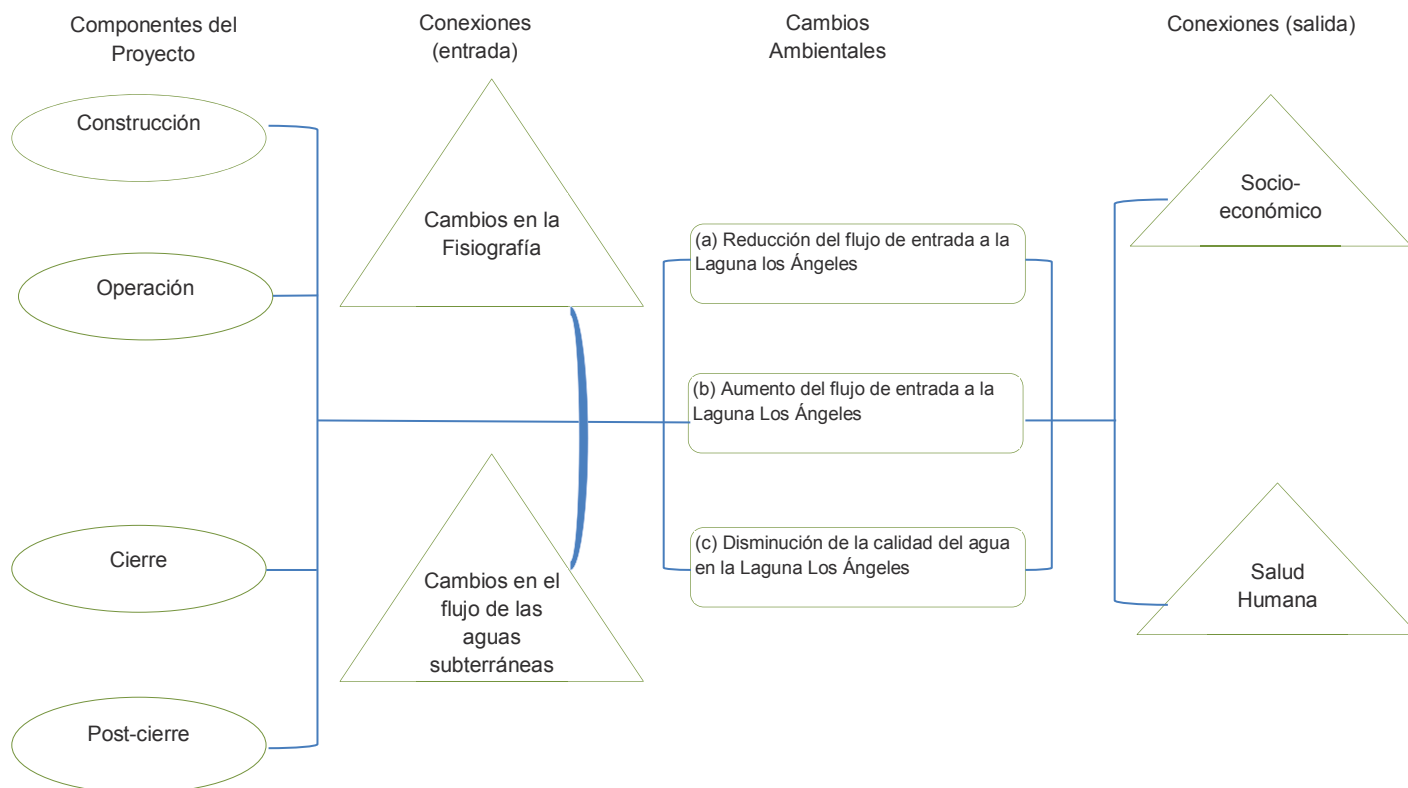 Componentes del
Proyecto
Conexiones
(entrada)
Cambios
Ambientales
Conexiones (salida)
Construcción
Operación
Cierre
Post-cierre
Cambios en la
Fisiografía
Cambios en el
flujo de las
aguas
subterráneas
(a) Reducción del flujo de entrada a la
Laguna los Ángeles
(b) Aumento del flujo de entrada a la
Laguna Los Ángeles
(c) Disminución de la calidad del agua
en la Laguna Los Ángeles
Socio-
económico
Salud
Humana